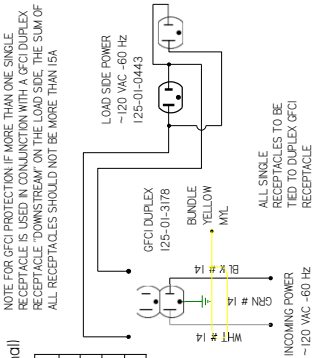 NOTE FOR GFCI PROTECTION: IF MORE THAN ONE SINGLE
RECEPTACLE IS USED IN CONJUNCTION WITH A GFCI DUPLEX
RECEPTACLE "DOWNSTREAM" ON THE LOAD SIDE, THE SUM OF
ALL RECEPTACLES SHOULD NOT BE MORE THAN 15A
LOAD SIDE POWER
~120 VAC -60 Hz
125-01-0443
GFCI DUPLEX
125-01-3178
BUNDLE
YELLOW
MYL
BLK # 14
GRN # 14
WHT # 14
INCOMING POWER
~120 VAC -60 Hz
ALL SINGLE
RECEPTACLES TO BE
TIED TO DUPLEX GFCI
RECEPTACLE
nal)